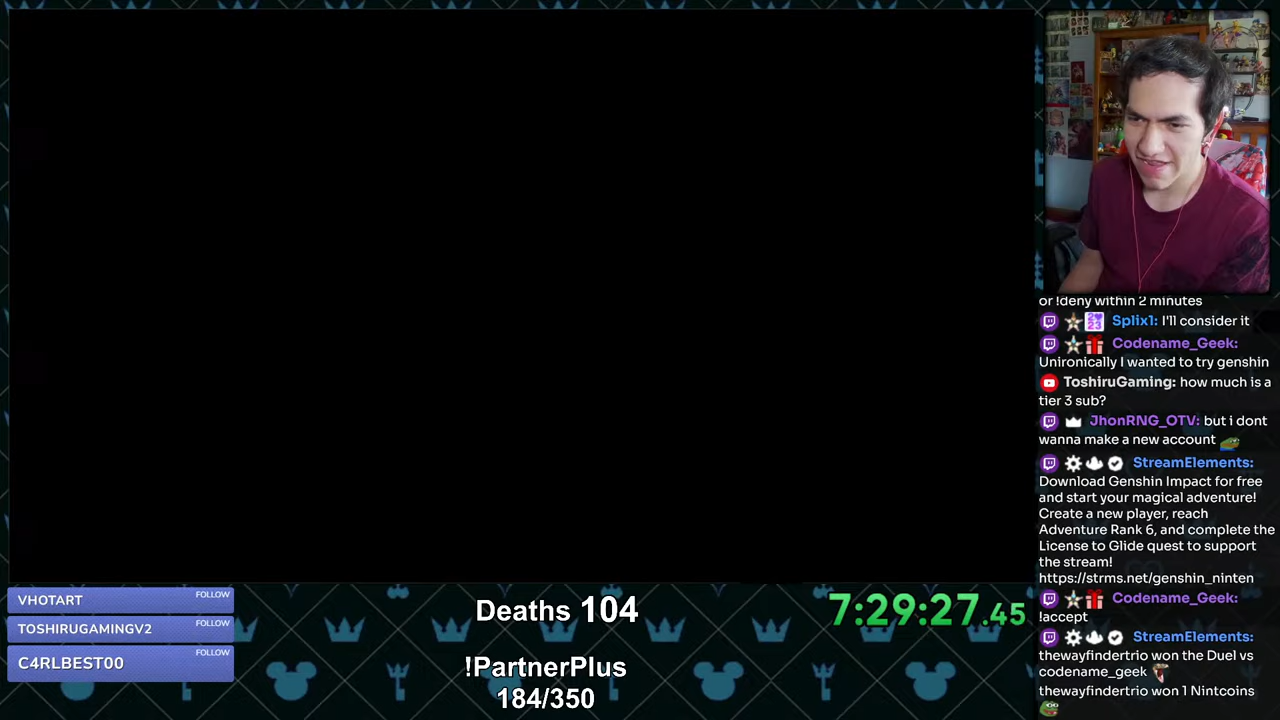 or !deny within 2 minutes
Splix1: I'll consider it
Codename_Geek:
Unironically I wanted to try genshin
ToshiruGaming: how much is a
tier 3 sub?
JhonRNG_OTV: but i dont
wanna make a new account
StreamElements:
Download Genshin Impact for free
and start your magical adventure!
Create a new player, reach
Adventure Rank 6, and complete the
License to Glide quest to support
the stream!
https://strms.net/genshin_ninten
Codename_Geek:
!accept
StreamElements:
thewayfindertrio won the Duel vs
codename_geek
thewayfindertrio won 1 Nintcoins
VHOTART FOLLOW
TOSHIRUGAMINGV2 FOLLOW
C4RLBEST00 FOLLOW
Deaths 104
!PartnerPlus
184/350
7:29:27.45